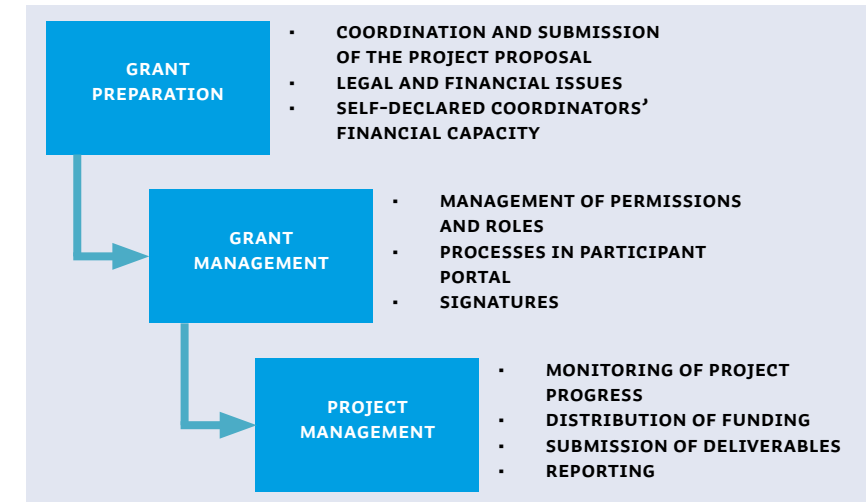 GRANT
PREPARATION
▪ COORDINATION AND SUBMISSION
OF THE PROJECT PROPOSAL
▪ LEGAL AND FINANCIAL ISSUES
▪ SELF-DECLARED COORDINATORS’
FINANCIAL CAPACITY
GRANT
MANAGEMENT
▪ MANAGEMENT OF PERMISSIONS
AND ROLES
▪ PROCESSES IN PARTICIPANT
PORTAL
▪ SIGNATURES
PROJECT
MANAGEMENT
▪ MONITORING OF PROJECT
PROGRESS
▪ DISTRIBUTION OF FUNDING
▪ SUBMISSION OF DELIVERABLES
▪ REPORTING